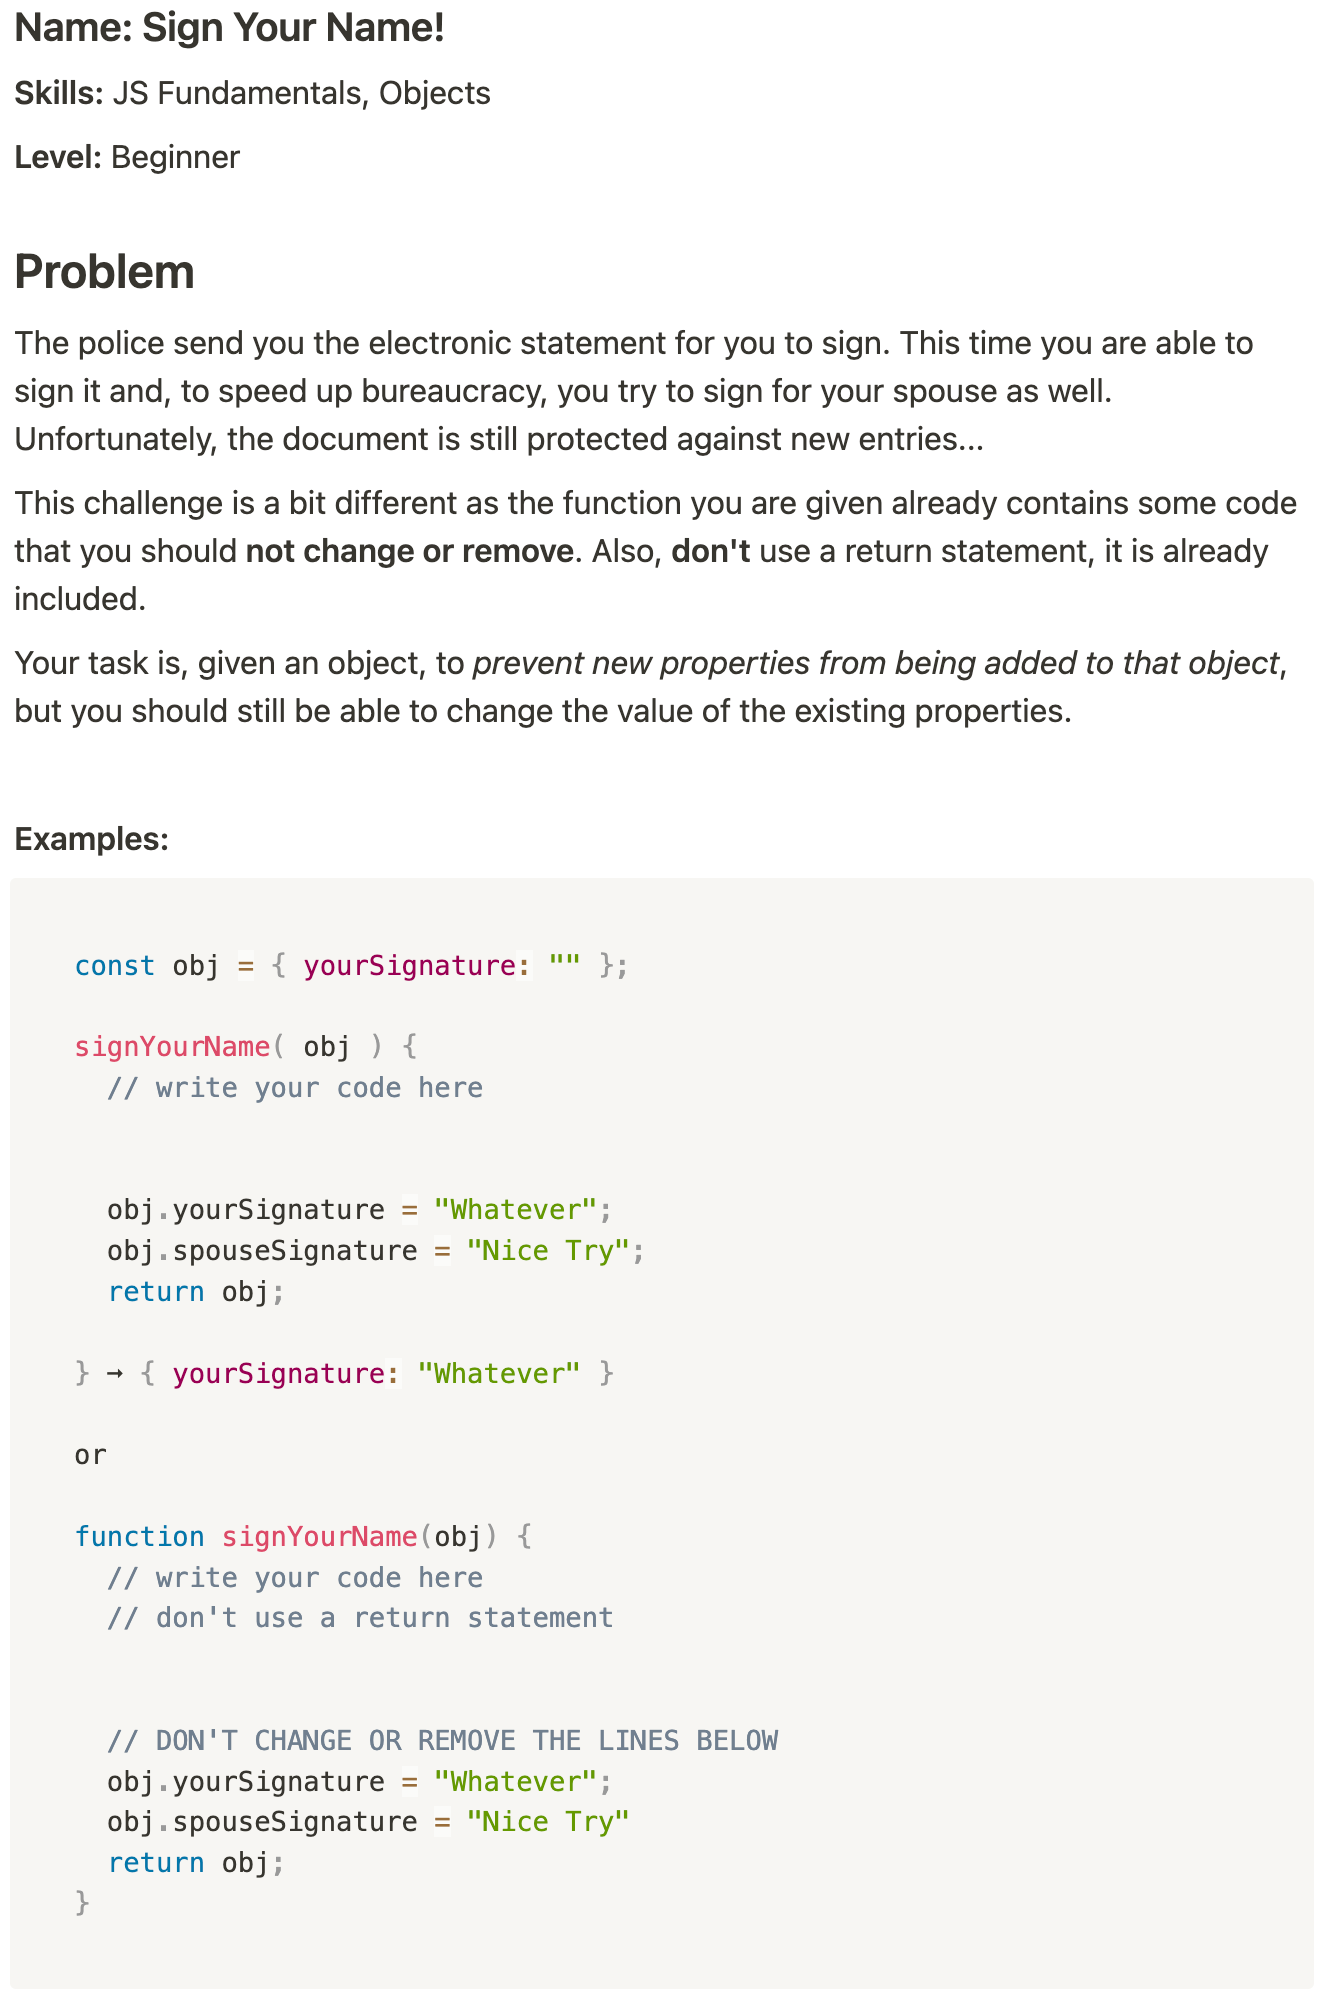 Name: Sign Your Name!
Skills: JS Fundamentals, Objects
Level: Beginner
Problem
The police send you the electronic statement for you to sign. This time you are able to
sign it and, to speed up bureaucracy, you try to sign for your spouse as well.
Unfortunately, the document is still protected against new entries...
This challenge is a bit different as the function you are given already contains some code
that you should not change or remove. Also, don't use a return statement, it is already
included.
Your task is, given an object, to prevent new properties from being added to that object,
but you should still be able to change the value of the existing properties.
Examples:
const obj = { yourSignature: "" };
signYourName( obj ) {
// write your code here
obj.yourSignature = "Whatever";
obj.spouseSignature = "Nice Try";
return obj;
} → { yourSignature: "Whatever" }
or
function signYourName(obj) {
// write your code here
// don't use a return statement
// DON'T CHANGE OR REMOVE THE LINES BELOW
obj.yourSignature = "Whatever";
obj.spouseSignature = "Nice Try"
return obj;
}